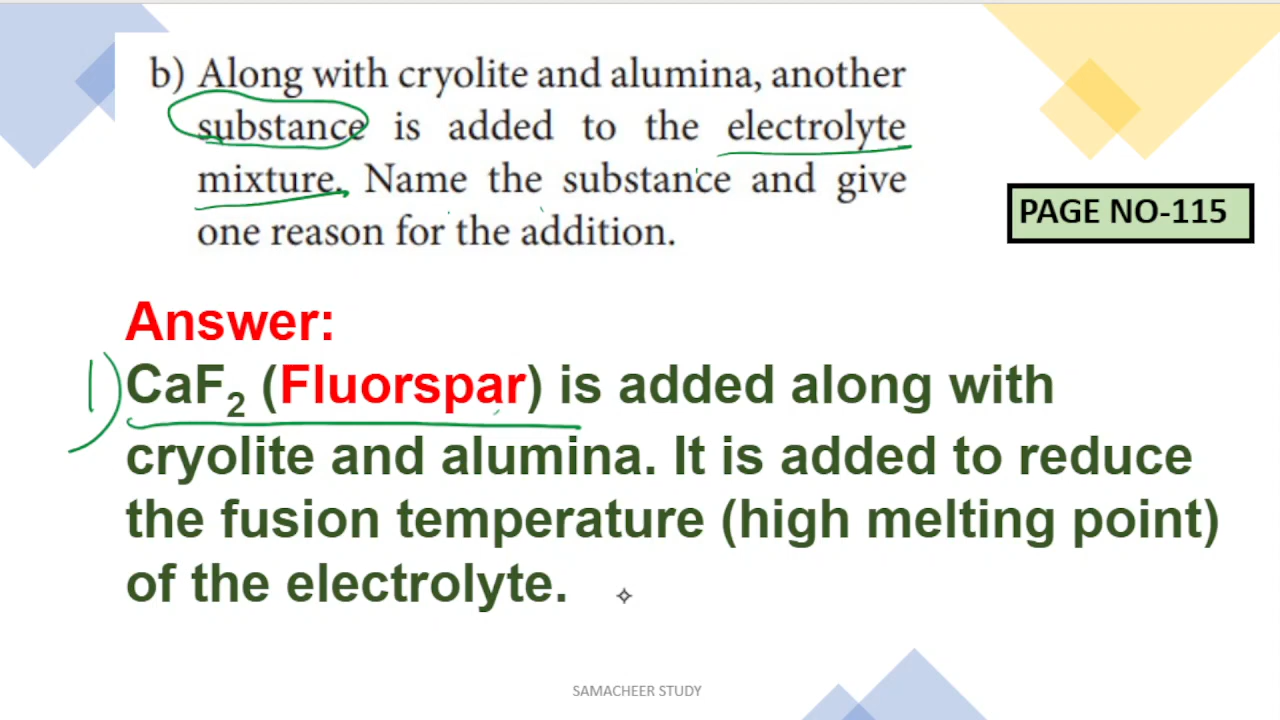 b) Along with cryolite and alumina, another
substance is added to the electrolyte
mixture. Name the substance and give
one reason for the addition.
PAGE NO-115
Answer:
1) CaF₂ (Fluorspar) is added along with
cryolite and alumina. It is added to reduce
the fusion temperature (high melting point)
of the electrolyte.
SAMACHEER STUDY